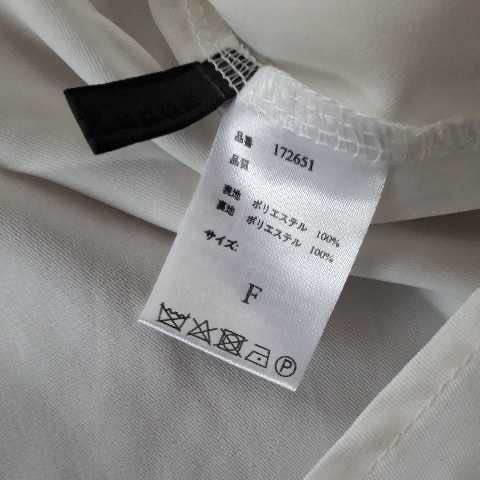 品番 172651
品質
表地 ポリエステル 100%
裏地 ポリエステル 100%
サイズ:
F
P